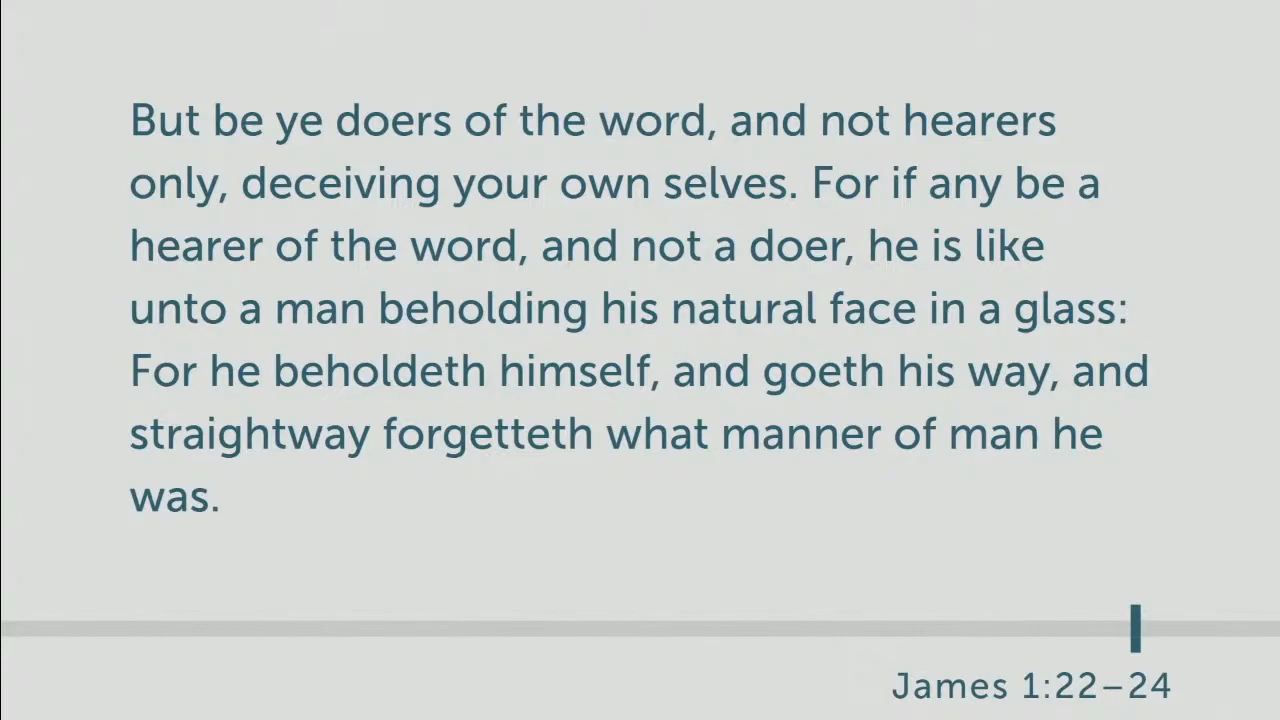 But be ye doers of the word, and not hearers
only, deceiving your own selves. For if any be a
hearer of the word, and not a doer, he is like
unto a man beholding his natural face in a glass:
For he beholdeth himself, and goeth his way, and
straightway forgetteth what manner of man he
was.
James 1:22–24